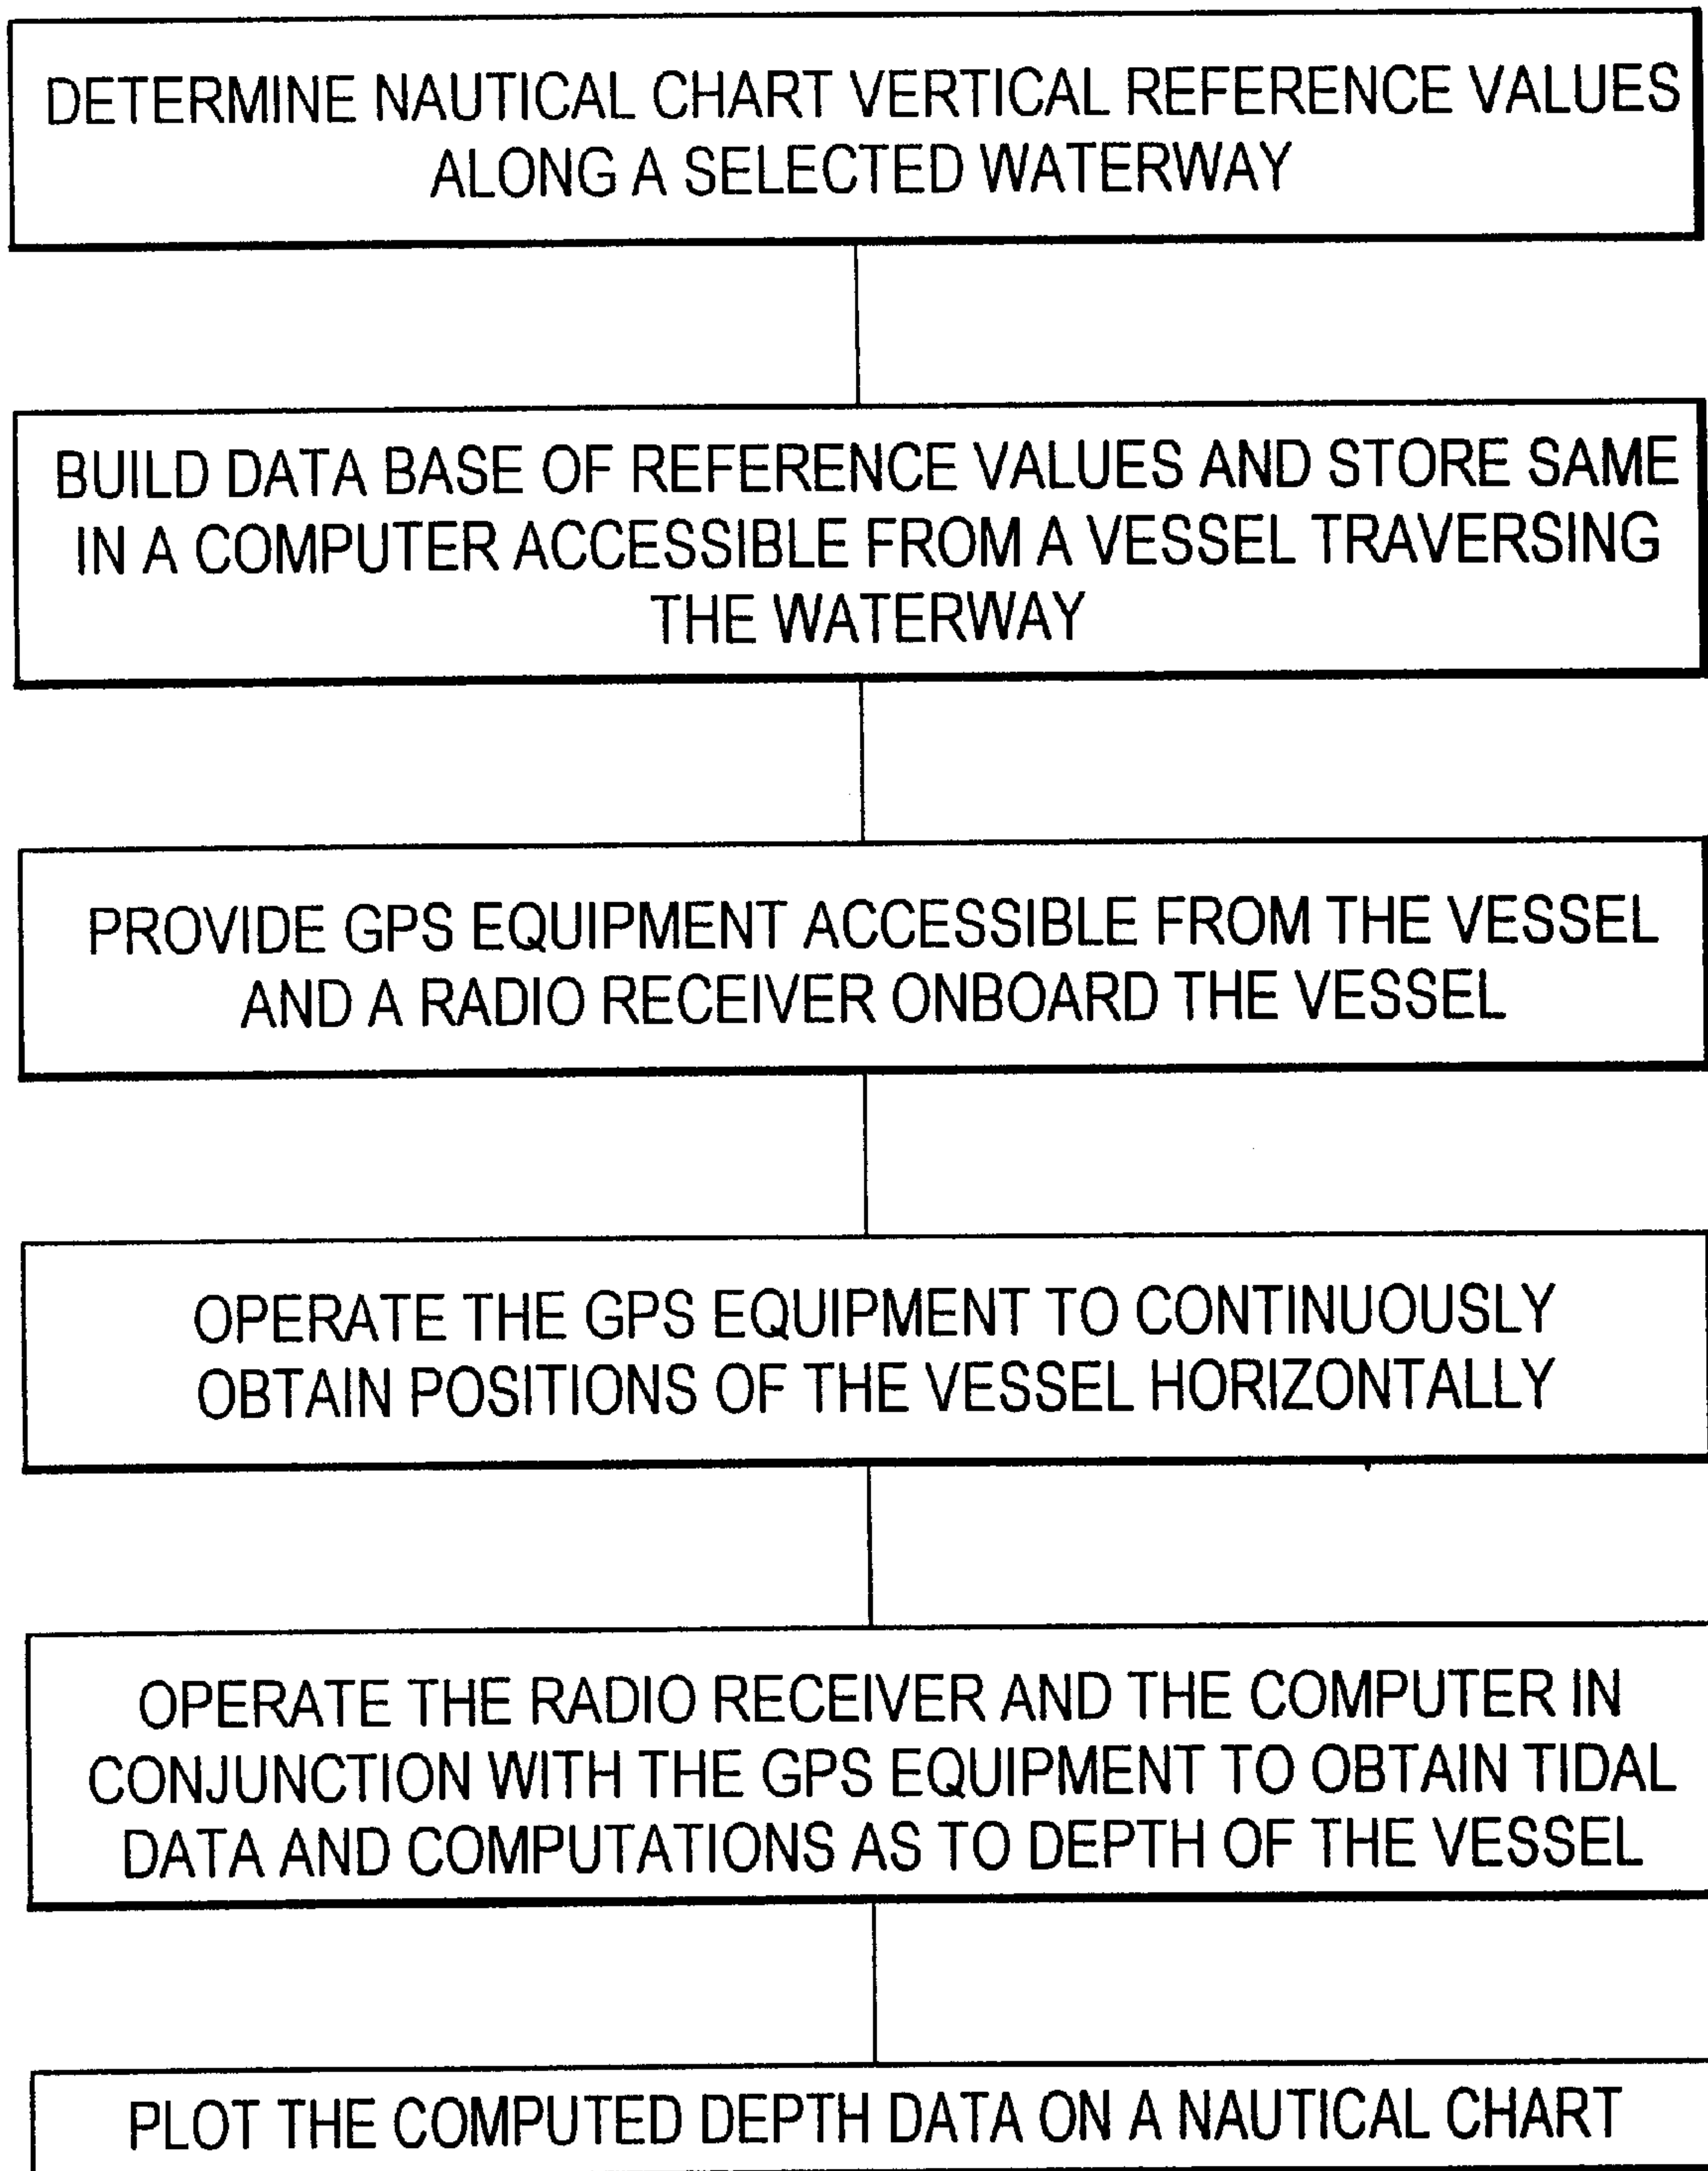 DETERMINE NAUTICAL CHART VERTICAL REFERENCE VALUES
ALONG A SELECTED WATERWAY
BUILD DATA BASE OF REFERENCE VALUES AND STORE SAME
IN A COMPUTER ACCESSIBLE FROM A VESSEL TRAVERSING
THE WATERWAY
PROVIDE GPS EQUIPMENT ACCESSIBLE FROM THE VESSEL
AND A RADIO RECEIVER ONBOARD THE VESSEL
OPERATE THE GPS EQUIPMENT TO CONTINUOUSLY
OBTAIN POSITIONS OF THE VESSEL HORIZONTALLY
OPERATE THE RADIO RECEIVER AND THE COMPUTER IN
CONJUNCTION WITH THE GPS EQUIPMENT TO OBTAIN TIDAL
DATA AND COMPUTATIONS AS TO DEPTH OF THE VESSEL
PLOT THE COMPUTED DEPTH DATA ON A NAUTICAL CHART